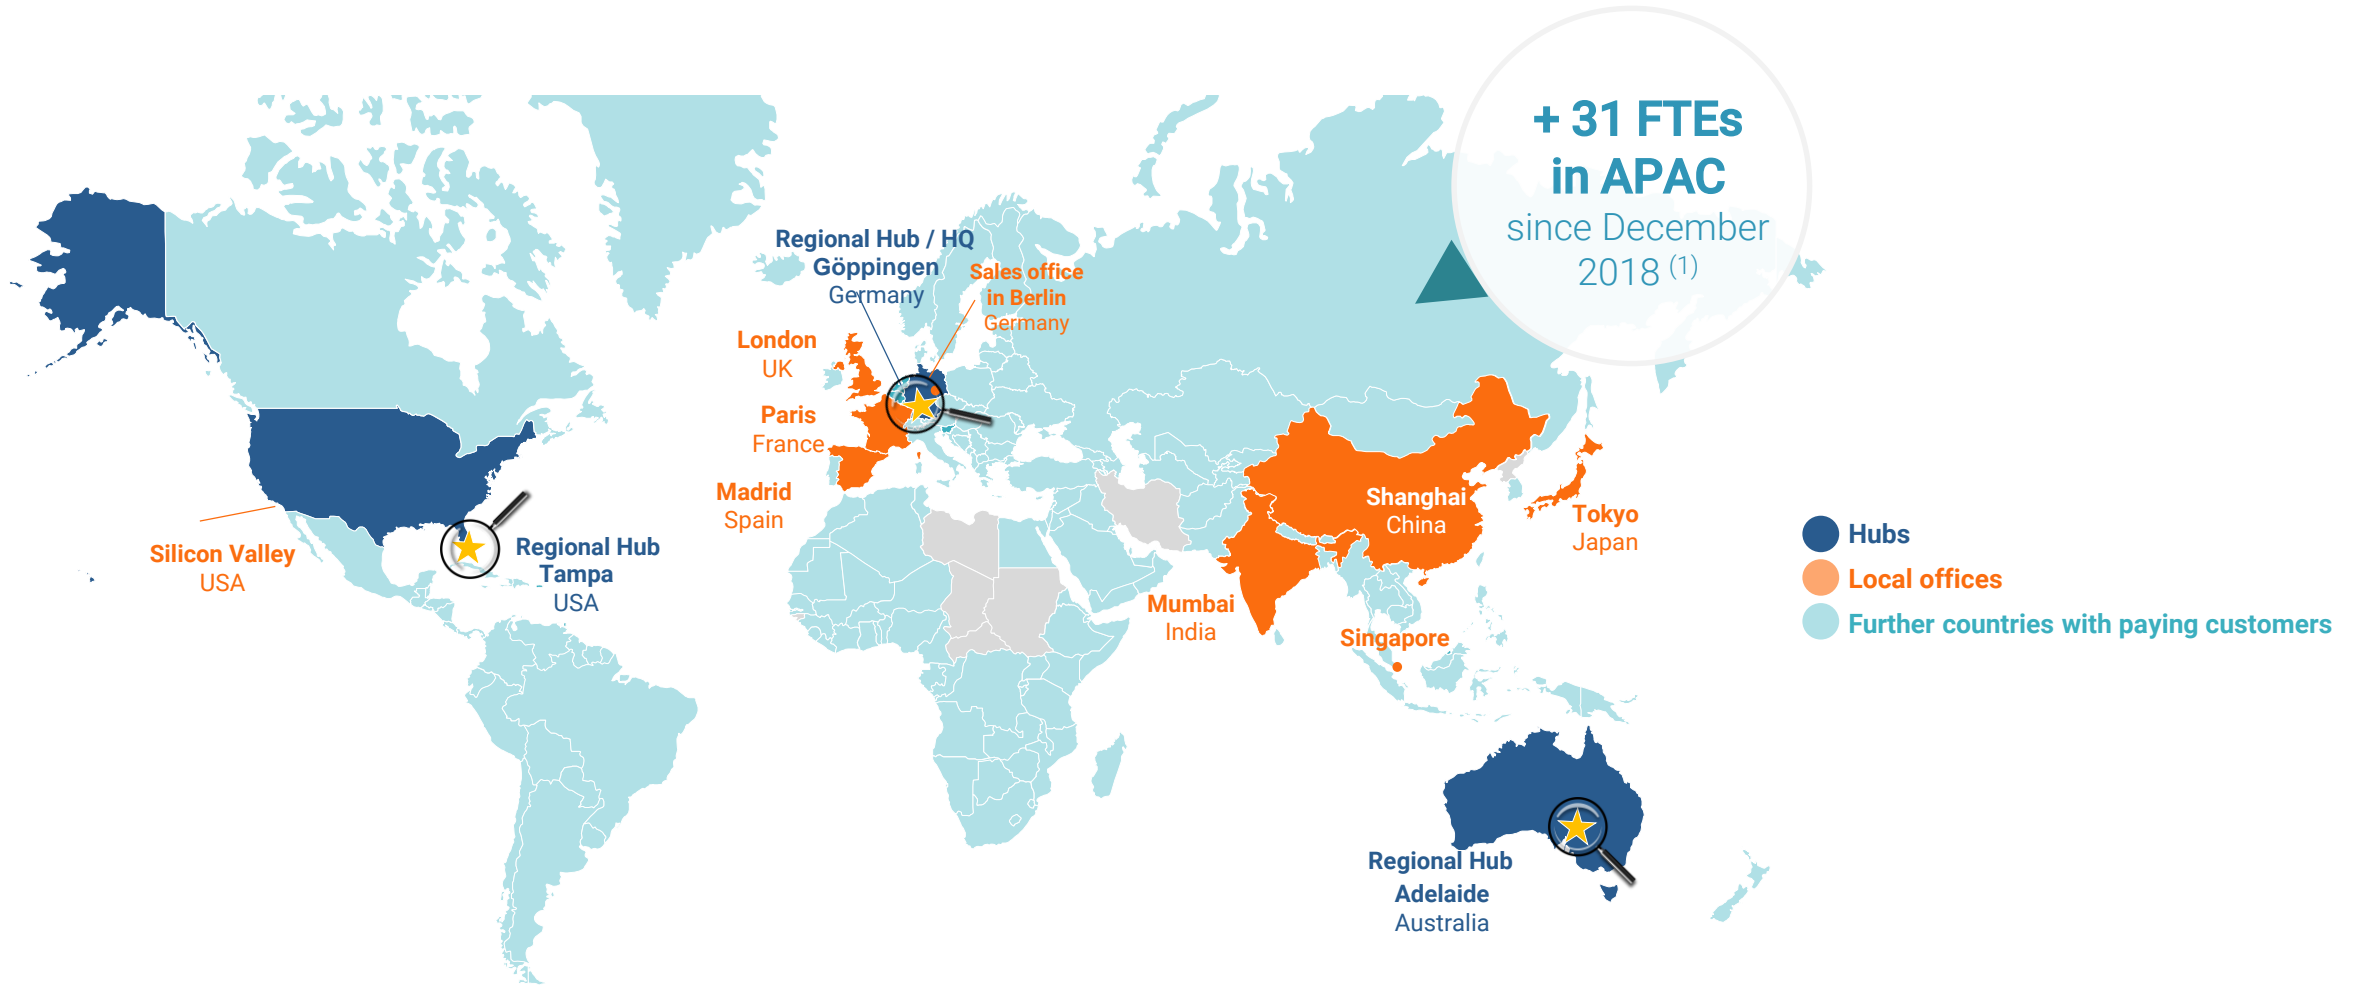 + 31 FTEs
in APAC
since December
2018 (1)
Regional Hub / HQ
Göppingen
Germany
Sales office
in Berlin
Germany
London
UK
Paris
France
Madrid
Spain
Silicon Valley
USA
Regional Hub
Tampa
USA
Shanghai
China
Tokyo
Japan
Mumbai
India
Singapore
Regional Hub
Adelaide
Australia
Hubs
Local offices
Further countries with paying customers